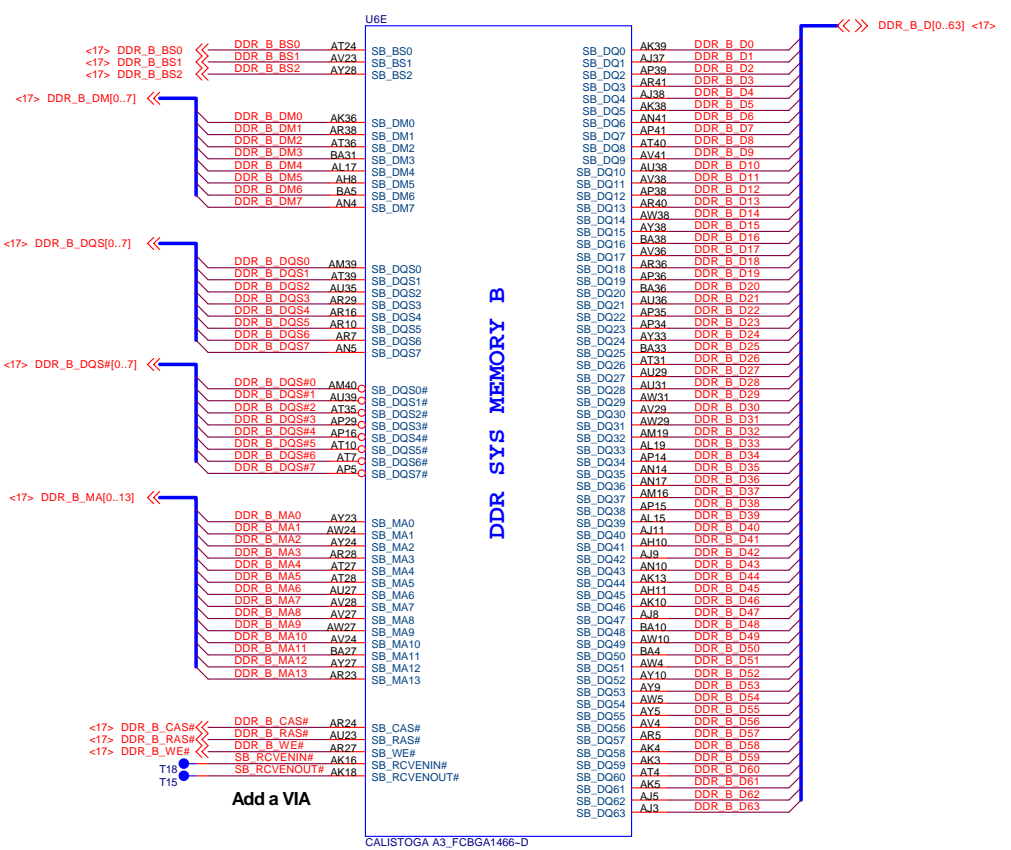 U6E
DDR_B_D[0..63] <17>
<17> DDR_B_BS0 DDR_B_BS0 AT24 SB_BS0
<17> DDR_B_BS1 DDR_B_BS1 AV23 SB_BS1
<17> DDR_B_BS2 DDR_B_BS2 AY28 SB_BS2
<17> DDR_B_DM[0..7]
DDR_B_DM0 AK36 SB_DM0
DDR_B_DM1 AR38 SB_DM1
DDR_B_DM2 AT36 SB_DM2
DDR_B_DM3 BA31 SB_DM3
DDR_B_DM4 AL17 SB_DM4
DDR_B_DM5 AH8 SB_DM5
DDR_B_DM6 BA5 SB_DM6
DDR_B_DM7 AN4 SB_DM7
<17> DDR_B_DQS[0..7]
DDR_B_DQS0 AM39 SB_DQS0
DDR_B_DQS1 AT39 SB_DQS1
DDR_B_DQS2 AU35 SB_DQS2
DDR_B_DQS3 AR29 SB_DQS3
DDR_B_DQS4 AR16 SB_DQS4
DDR_B_DQS5 AR10 SB_DQS5
DDR_B_DQS6 AR7 SB_DQS6
DDR_B_DQS7 AN5 SB_DQS7
<17> DDR_B_DQS#[0..7]
DDR_B_DQS#0 AM40 SB_DQS0#
DDR_B_DQS#1 AU39 SB_DQS1#
DDR_B_DQS#2 AT35 SB_DQS2#
DDR_B_DQS#3 AP29 SB_DQS3#
DDR_B_DQS#4 AP16 SB_DQS4#
DDR_B_DQS#5 AT10 SB_DQS5#
DDR_B_DQS#6 AT7 SB_DQS6#
DDR_B_DQS#7 AP5 SB_DQS7#
<17> DDR_B_MA[0..13]
DDR_B_MA0 AY23 SB_MA0
DDR_B_MA1 AW24 SB_MA1
DDR_B_MA2 AY24 SB_MA2
DDR_B_MA3 AR28 SB_MA3
DDR_B_MA4 AT27 SB_MA4
DDR_B_MA5 AT28 SB_MA5
DDR_B_MA6 AU27 SB_MA6
DDR_B_MA7 AV28 SB_MA7
DDR_B_MA8 AV27 SB_MA8
DDR_B_MA9 AW27 SB_MA9
DDR_B_MA10 AV24 SB_MA10
DDR_B_MA11 BA27 SB_MA11
DDR_B_MA12 AY27 SB_MA12
DDR_B_MA13 AR23 SB_MA13
<17> DDR_B_CAS# DDR_B_CAS# AR24 SB_CAS#
<17> DDR_B_RAS# DDR_B_RAS# AU23 SB_RAS#
<17> DDR_B_WE# DDR_B_WE# AR27 SB_WE#
T18 SB_RCVENIN# AK16 SB_RCVENIN#
T15 SB_RCVENOUT# AK18 SB_RCVENOUT#
Add a VIA
DDR SYS MEMORY B
SB_DQ0 AK39 DDR_B_D0
SB_DQ1 AJ37 DDR_B_D1
SB_DQ2 AP39 DDR_B_D2
SB_DQ3 AR41 DDR_B_D3
SB_DQ4 AJ38 DDR_B_D4
SB_DQ5 AK38 DDR_B_D5
SB_DQ6 AN41 DDR_B_D6
SB_DQ7 AP41 DDR_B_D7
SB_DQ8 AT40 DDR_B_D8
SB_DQ9 AV41 DDR_B_D9
SB_DQ10 AU38 DDR_B_D10
SB_DQ11 AV38 DDR_B_D11
SB_DQ12 AP38 DDR_B_D12
SB_DQ13 AR40 DDR_B_D13
SB_DQ14 AW38 DDR_B_D14
SB_DQ15 AY38 DDR_B_D15
SB_DQ16 BA38 DDR_B_D16
SB_DQ17 AV36 DDR_B_D17
SB_DQ18 AR36 DDR_B_D18
SB_DQ19 AP36 DDR_B_D19
SB_DQ20 BA36 DDR_B_D20
SB_DQ21 AU36 DDR_B_D21
SB_DQ22 AP35 DDR_B_D22
SB_DQ23 AP34 DDR_B_D23
SB_DQ24 AY33 DDR_B_D24
SB_DQ25 BA33 DDR_B_D25
SB_DQ26 AT31 DDR_B_D26
SB_DQ27 AU29 DDR_B_D27
SB_DQ28 AU31 DDR_B_D28
SB_DQ29 AW31 DDR_B_D29
SB_DQ30 AV29 DDR_B_D30
SB_DQ31 AW29 DDR_B_D31
SB_DQ32 AM19 DDR_B_D32
SB_DQ33 AL19 DDR_B_D33
SB_DQ34 AP14 DDR_B_D34
SB_DQ35 AN14 DDR_B_D35
SB_DQ36 AN17 DDR_B_D36
SB_DQ37 AM16 DDR_B_D37
SB_DQ38 AP15 DDR_B_D38
SB_DQ39 AL15 DDR_B_D39
SB_DQ40 AJ11 DDR_B_D40
SB_DQ41 AH10 DDR_B_D41
SB_DQ42 AJ9 DDR_B_D42
SB_DQ43 AN10 DDR_B_D43
SB_DQ44 AK13 DDR_B_D44
SB_DQ45 AH11 DDR_B_D45
SB_DQ46 AK10 DDR_B_D46
SB_DQ47 AJ8 DDR_B_D47
SB_DQ48 BA10 DDR_B_D48
SB_DQ49 AW10 DDR_B_D49
SB_DQ50 BA4 DDR_B_D50
SB_DQ51 AW4 DDR_B_D51
SB_DQ52 AY10 DDR_B_D52
SB_DQ53 AY9 DDR_B_D53
SB_DQ54 AW5 DDR_B_D54
SB_DQ55 AY5 DDR_B_D55
SB_DQ56 AV4 DDR_B_D56
SB_DQ57 AR5 DDR_B_D57
SB_DQ58 AK4 DDR_B_D58
SB_DQ59 AK3 DDR_B_D59
SB_DQ60 AT4 DDR_B_D60
SB_DQ61 AK5 DDR_B_D61
SB_DQ62 AJ5 DDR_B_D62
SB_DQ63 AJ3 DDR_B_D63
CALISTOGA A3_FCBGA1466~D